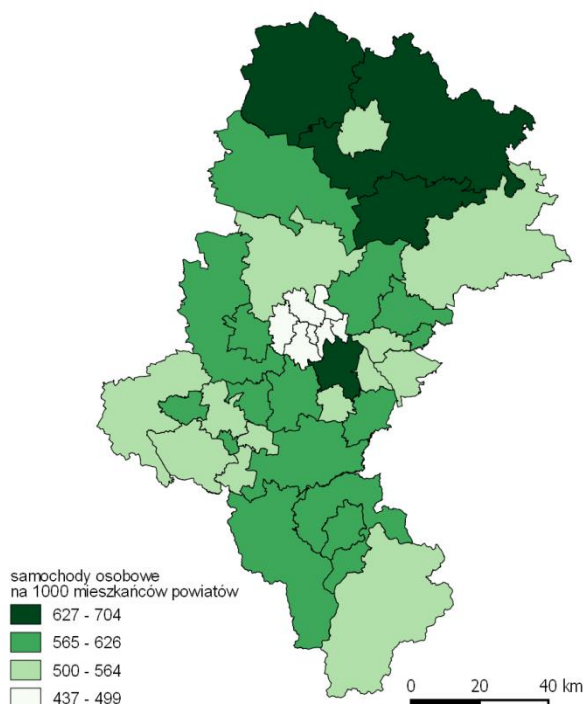 samochody osobowe
na 1000 mieszkańców powiatów
627 - 704
565 - 626
500 - 564
437 - 499
0 20 40 km